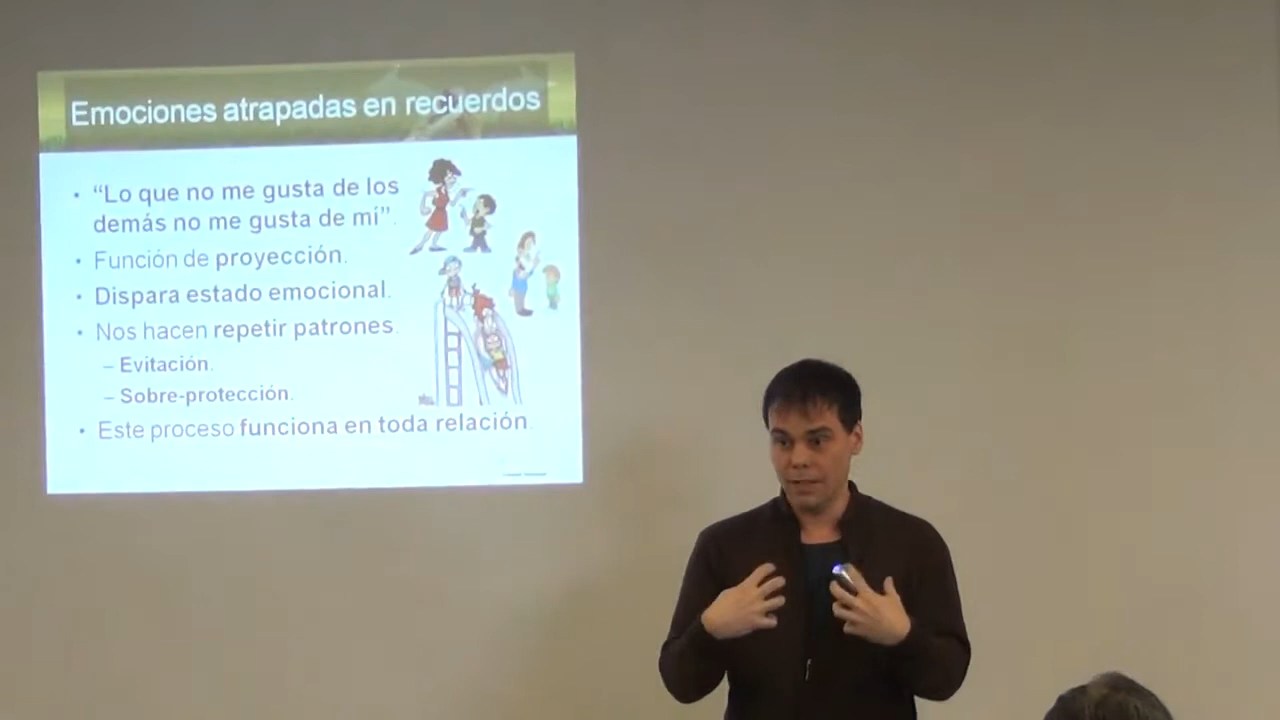 Emociones atrapadas en recuerdos
• “Lo que no me gusta de los
demás no me gusta de mí”.
• Función de proyección.
• Dispara estado emocional.
• Nos hacen repetir patrones.
– Evitación.
– Sobre-protección.
• Este proceso funciona en toda relación.